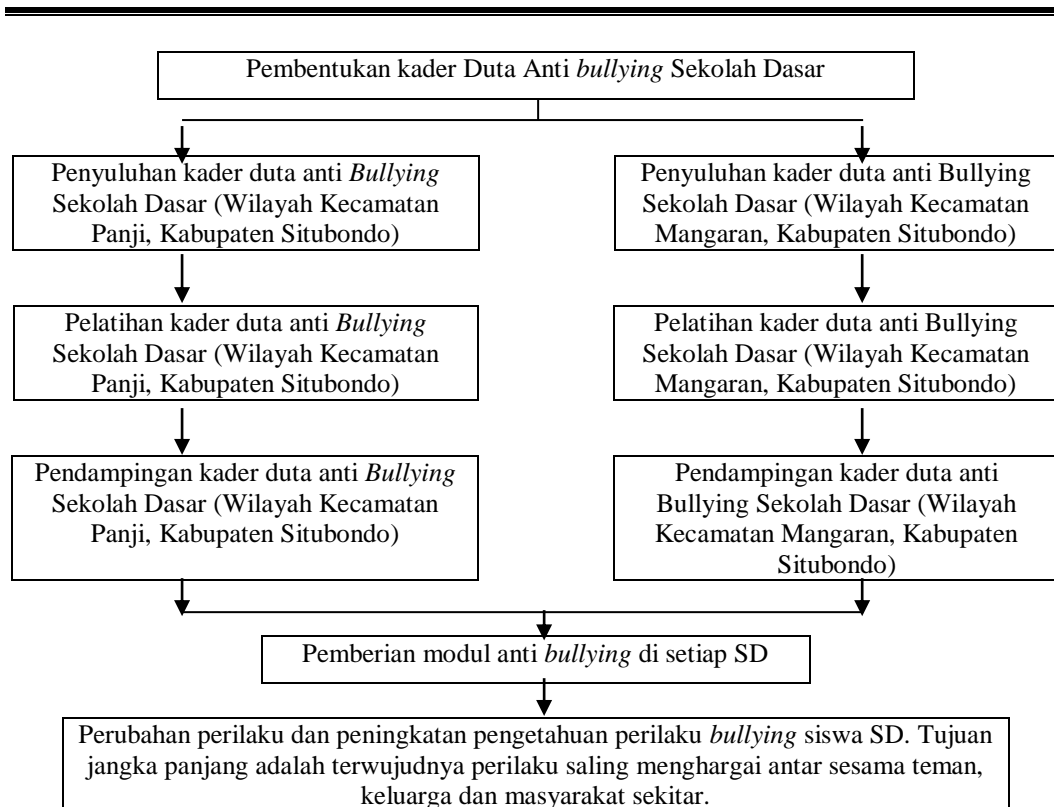 Pembentukan kader Duta Anti bullying Sekolah Dasar
Penyuluhan kader duta anti Bullying
Sekolah Dasar (Wilayah Kecamatan
Panji, Kabupaten Situbondo)
Penyuluhan kader duta anti Bullying
Sekolah Dasar (Wilayah Kecamatan
Mangaran, Kabupaten Situbondo)
Pelatihan kader duta anti Bullying
Sekolah Dasar (Wilayah Kecamatan
Panji, Kabupaten Situbondo)
Pelatihan kader duta anti Bullying
Sekolah Dasar (Wilayah Kecamatan
Mangaran, Kabupaten Situbondo)
Pendampingan kader duta anti Bullying
Sekolah Dasar (Wilayah Kecamatan
Panji, Kabupaten Situbondo)
Pendampingan kader duta anti
Bullying Sekolah Dasar (Wilayah
Kecamatan Mangaran, Kabupaten
Situbondo)
Pemberian modul anti bullying di setiap SD
Perubahan perilaku dan peningkatan pengetahuan perilaku bullying siswa SD. Tujuan
jangka panjang adalah terwujudnya perilaku saling menghargai antar sesama teman,
keluarga dan masyarakat sekitar.